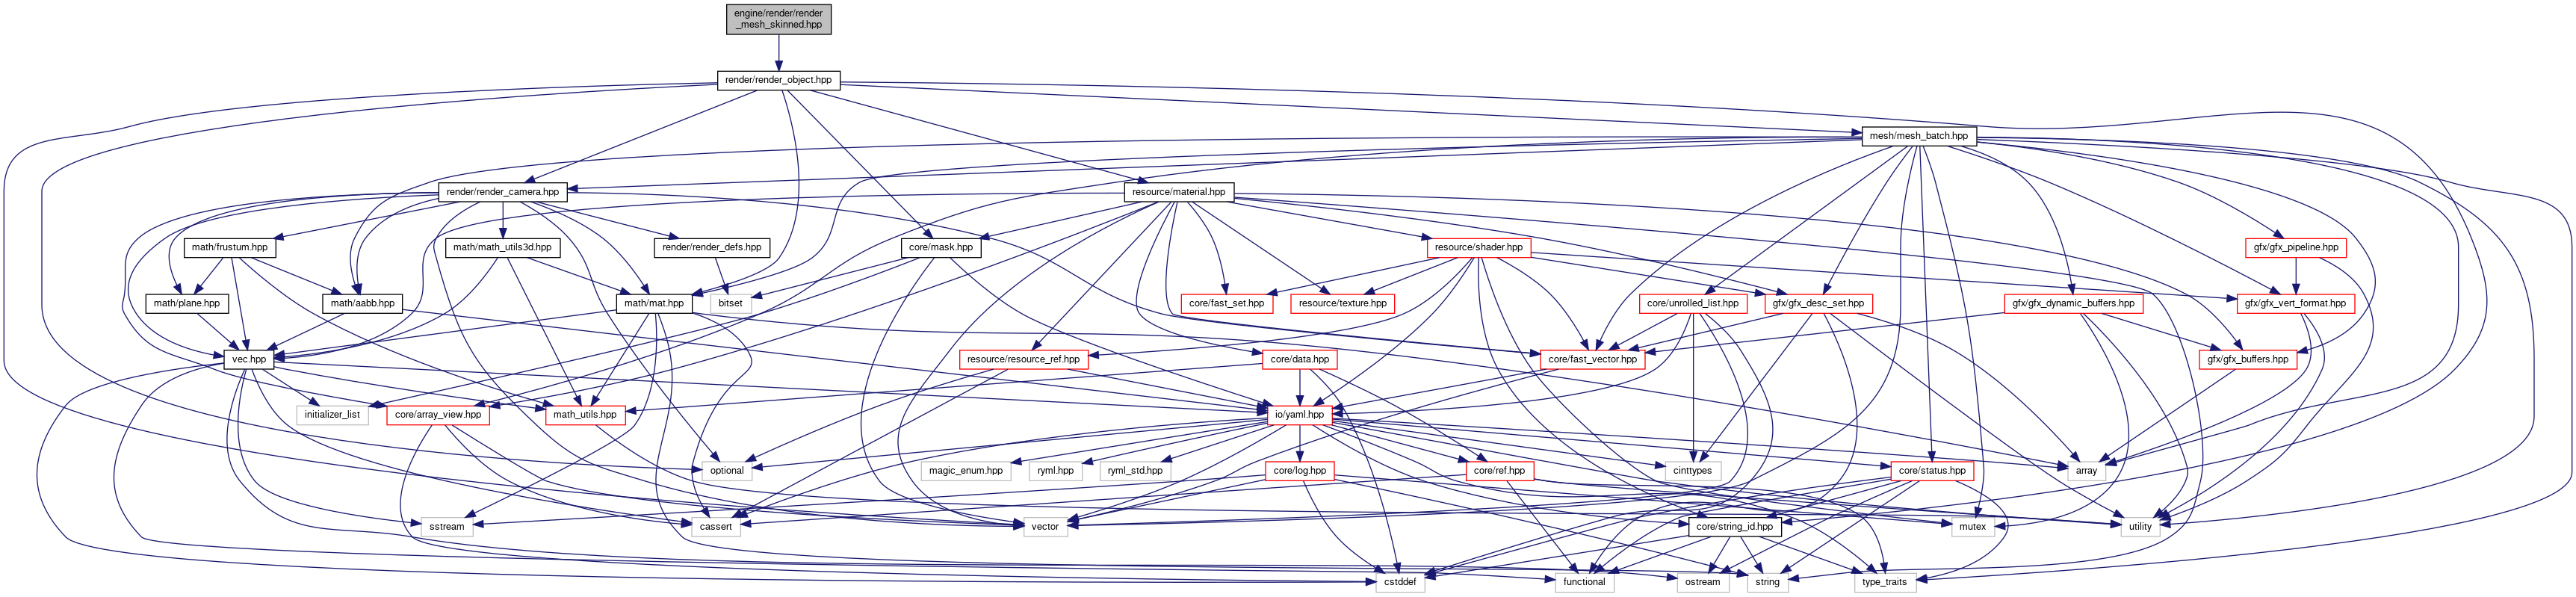 engine/render/render
_mesh_skinned.hpp
render/render_object.hpp
mesh/mesh_batch.hpp
render/render_camera.hpp
resource/material.hpp
math/frustum.hpp
math/math_utils3d.hpp
render/render_defs.hpp
core/mask.hpp
resource/shader.hpp
gfx/gfx_pipeline.hpp
math/plane.hpp
math/aabb.hpp
math/mat.hpp
bitset
core/fast_set.hpp
resource/texture.hpp
core/unrolled_list.hpp
gfx/gfx_desc_set.hpp
gfx/gfx_dynamic_buffers.hpp
gfx/gfx_vert_format.hpp
vec.hpp
resource/resource_ref.hpp
core/data.hpp
core/fast_vector.hpp
gfx/gfx_buffers.hpp
initializer_list
core/array_view.hpp
math_utils.hpp
io/yaml.hpp
optional
magic_enum.hpp
ryml.hpp
ryml_std.hpp
core/log.hpp
core/ref.hpp
cinttypes
core/status.hpp
array
sstream
cassert
vector
core/string_id.hpp
mutex
utility
cstddef
functional
ostream
string
type_traits